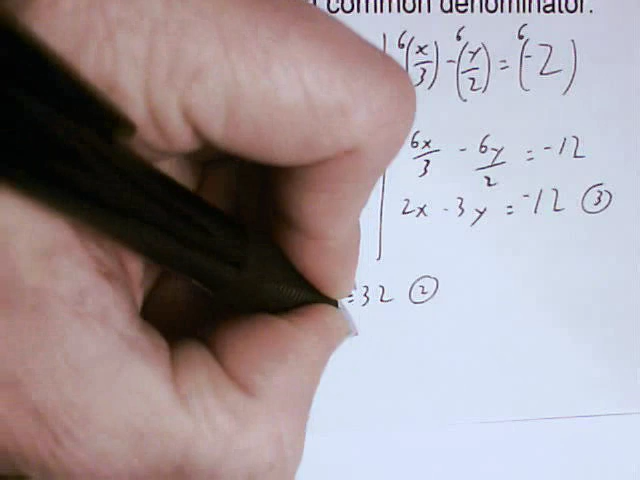 common denominator.
6(x/3) - 6(y/2) = 6(-2)
6x/3 - 6y/2 = -12
2x - 3y = -12 ③
=32 ②